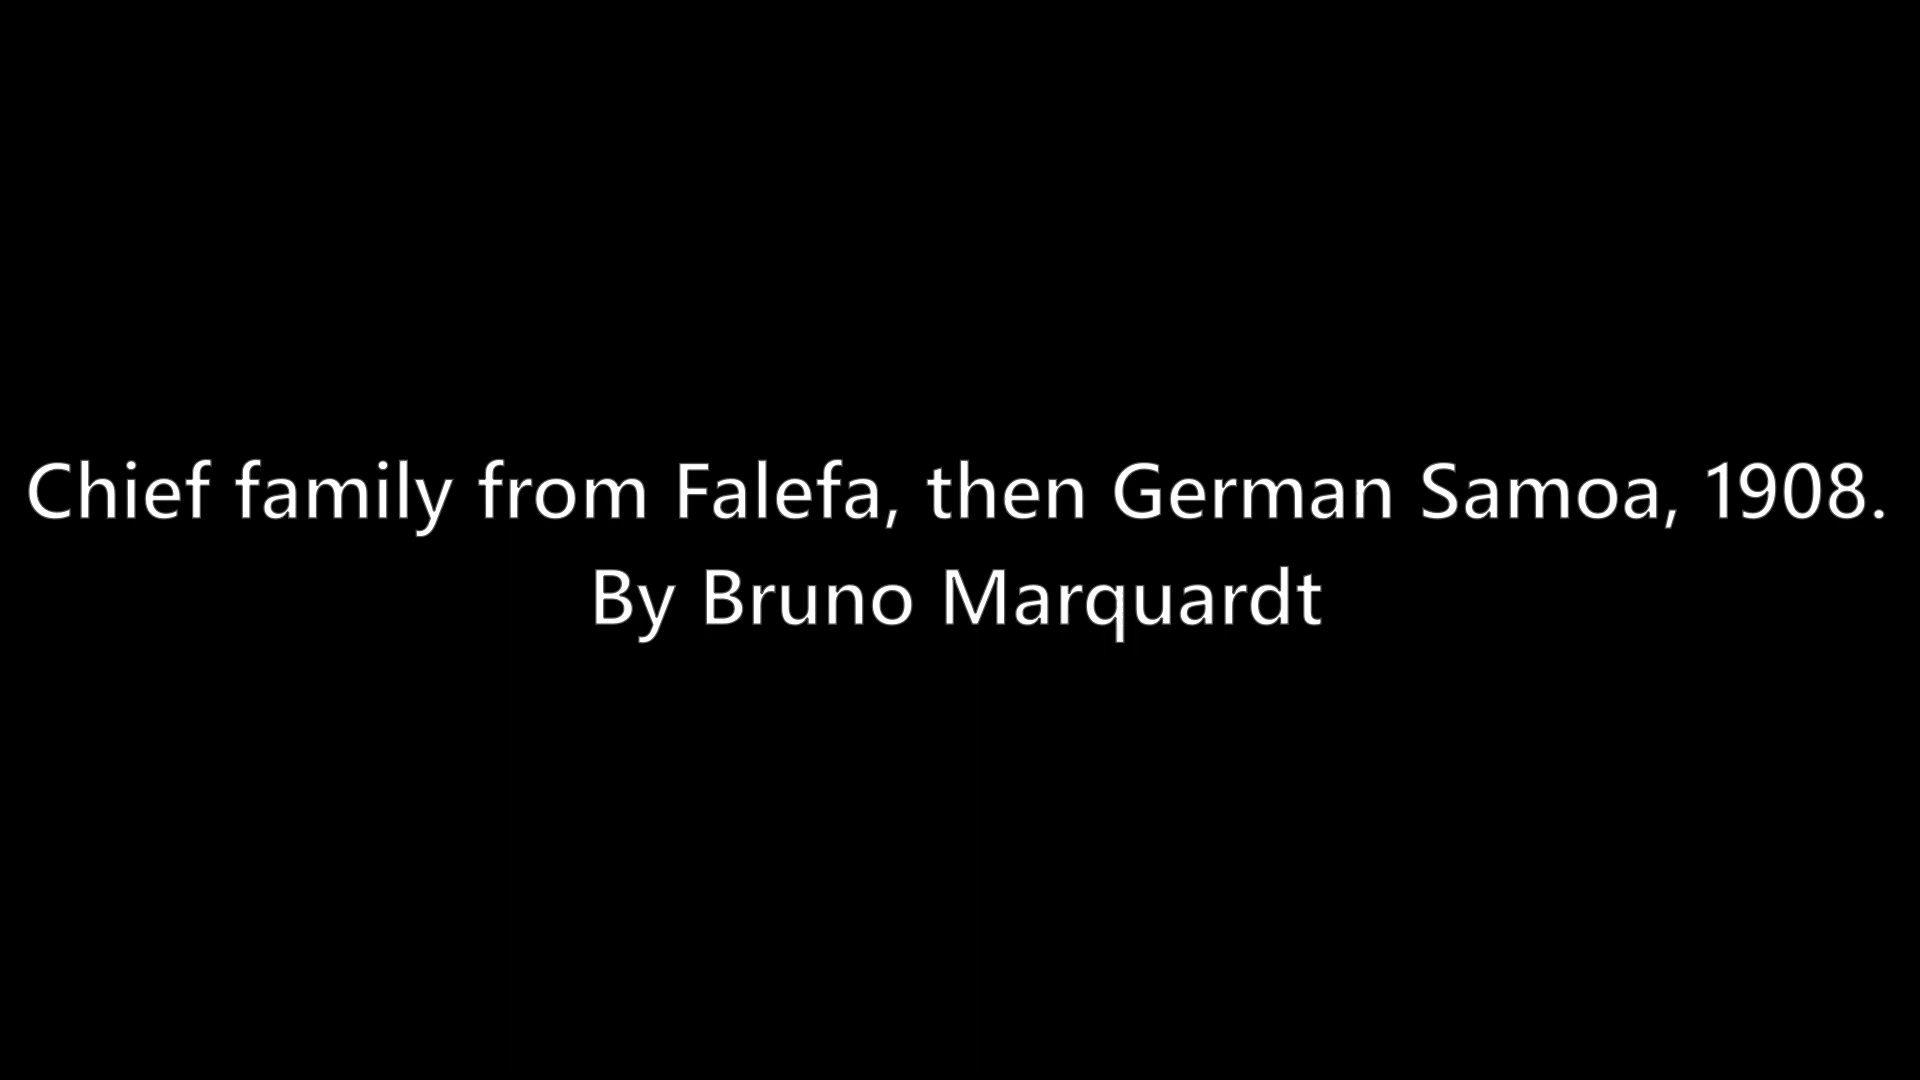 Chief family from Falefa, then German Samoa, 1908.
By Bruno Marquardt